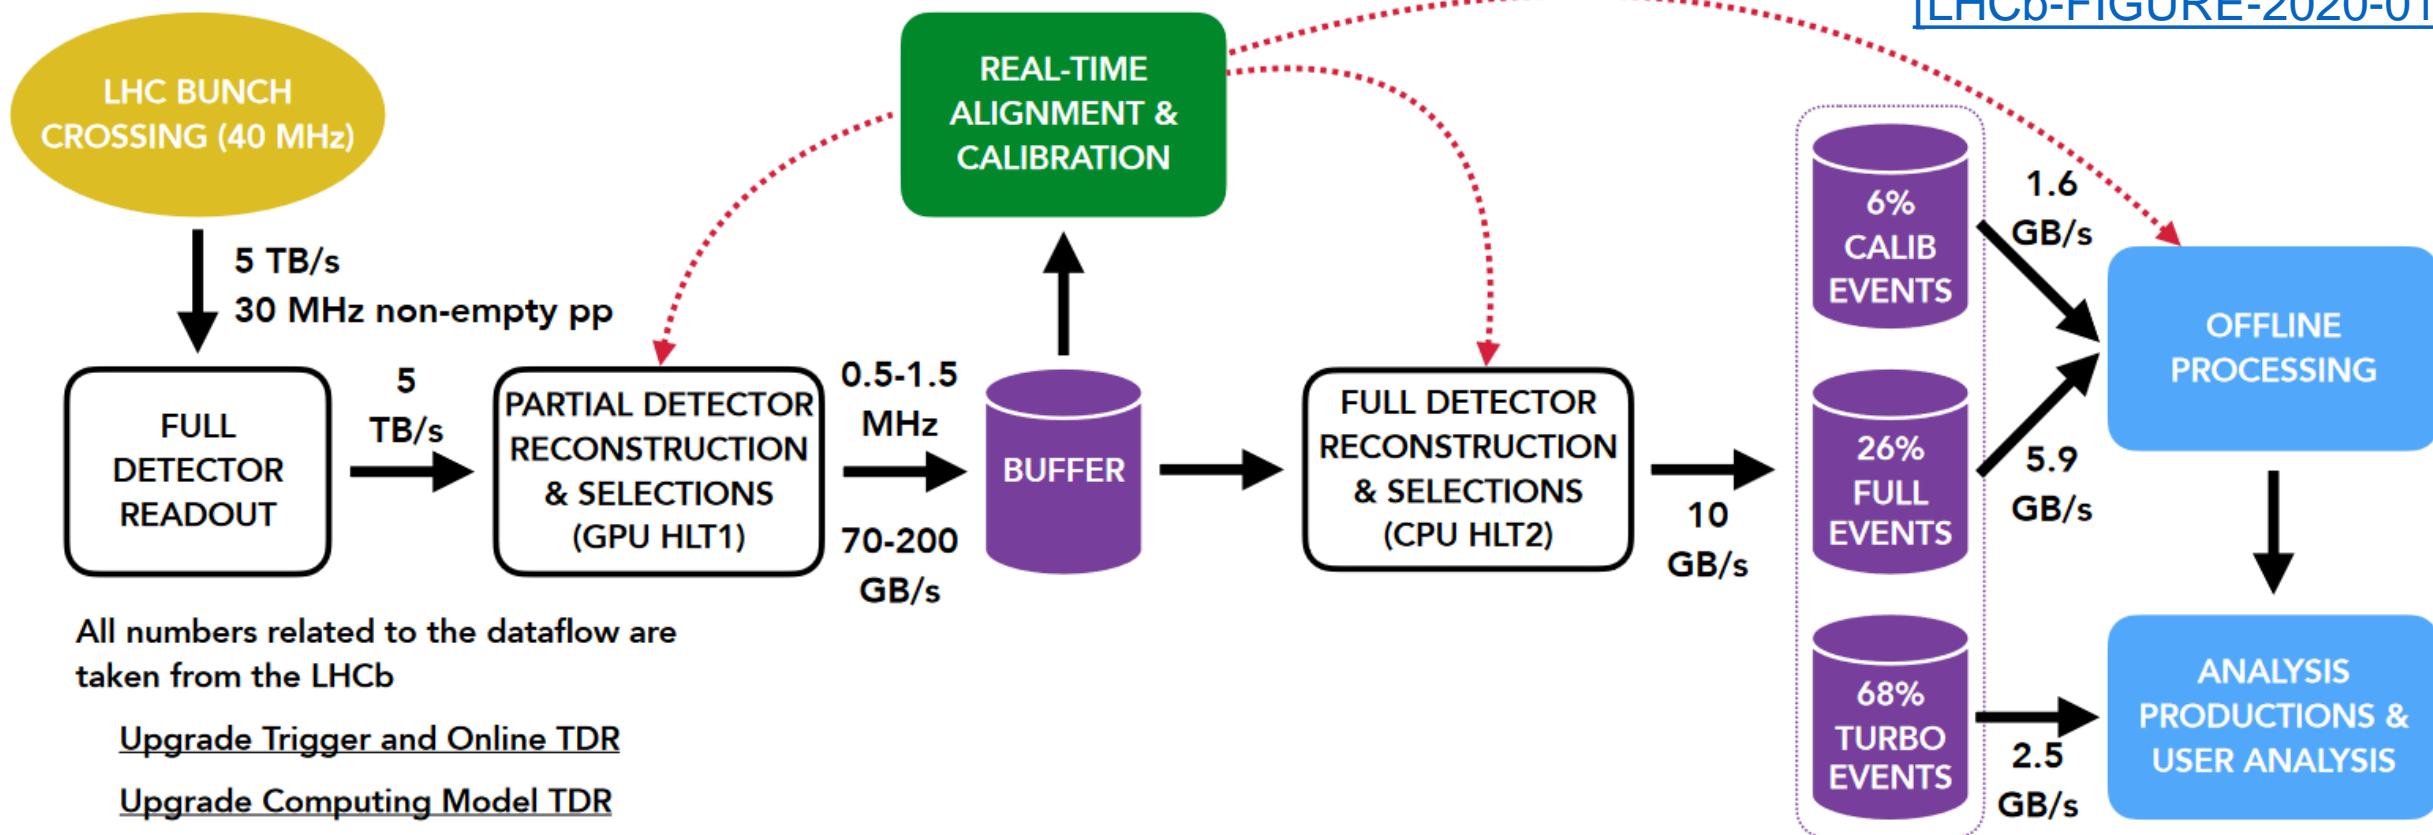 [LHCb-FIGURE-2020-01
LHC BUNCH
CROSSING (40 MHz)
5 TB/s
30 MHz non-empty pp
FULL
DETECTOR
READOUT
5
TB/s
PARTIAL DETECTOR
RECONSTRUCTION
& SELECTIONS
(GPU HLT1)
0.5-1.5
MHz
70-200
GB/s
REAL-TIME
ALIGNMENT &
CALIBRATION
BUFFER
FULL DETECTOR
RECONSTRUCTION
& SELECTIONS
(CPU HLT2)
10
GB/s
6%
CALIB
EVENTS
1.6
GB/s
26%
FULL
EVENTS
5.9
GB/s
68%
TURBO
EVENTS
2.5
GB/s
OFFLINE
PROCESSING
ANALYSIS
PRODUCTIONS &
USER ANALYSIS
All numbers related to the dataflow are
taken from the LHCb
Upgrade Trigger and Online TDR
Upgrade Computing Model TDR